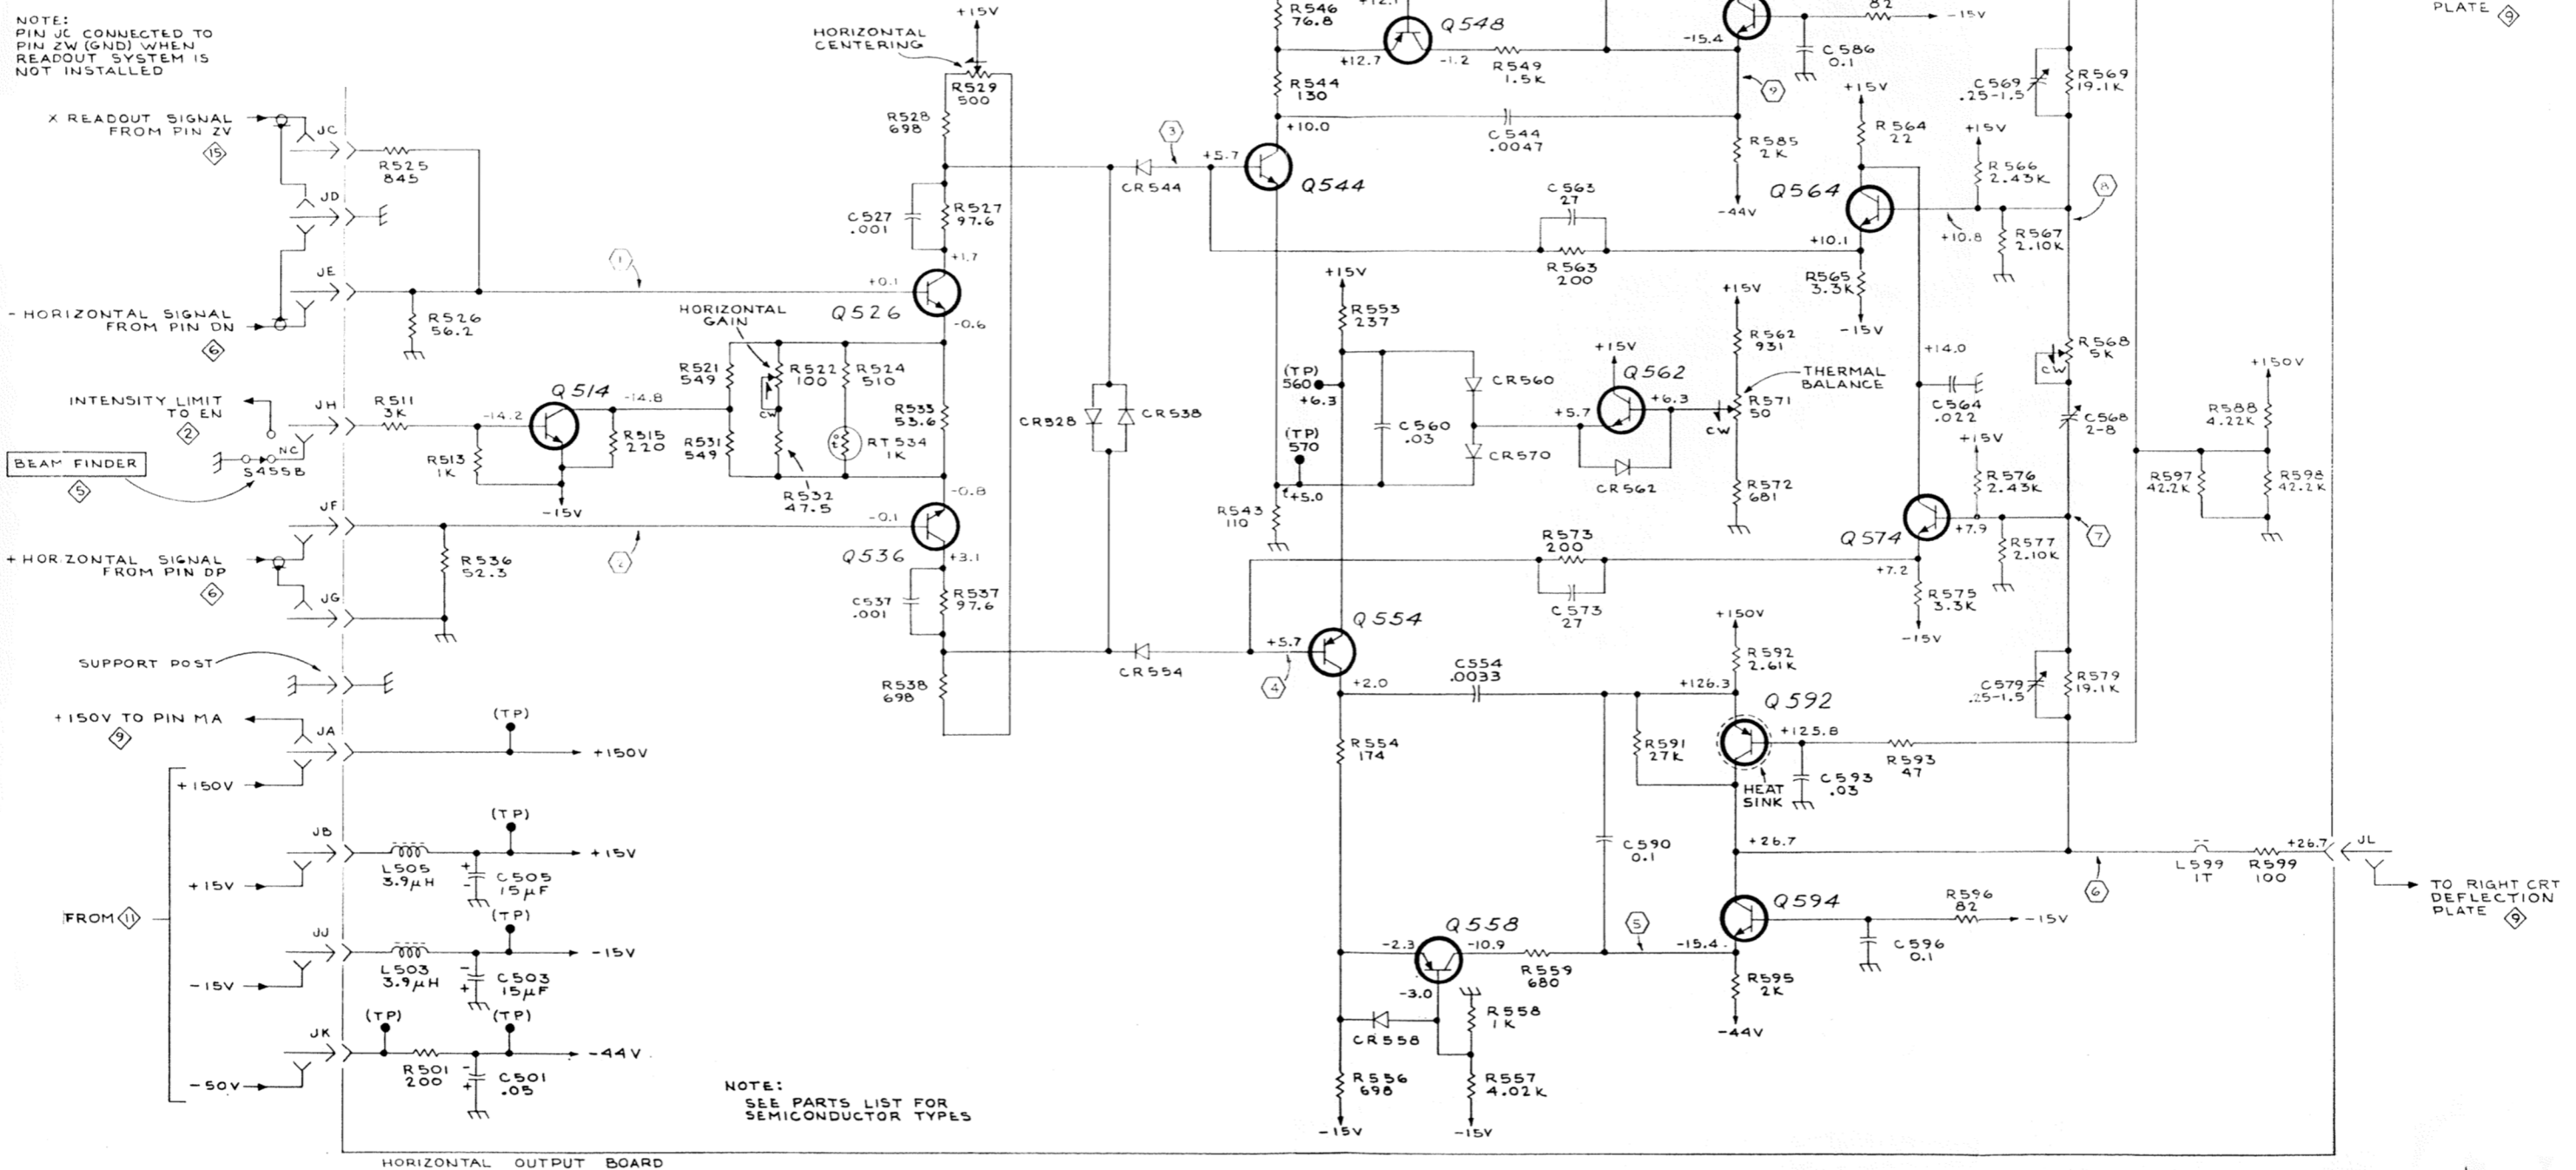 NOTE:
PIN JC CONNECTED TO
PIN ZW (GND) WHEN
READOUT SYSTEM IS
NOT INSTALLED
X READOUT SIGNAL
FROM PIN ZV
15
JC
R525
845
JD
JE
- HORIZONTAL SIGNAL
FROM PIN DN
6
R526
56.2
1
INTENSITY LIMIT
TO EN
2
JH
R511
3K
-14.2
Q514
-14.8
R513
1K
R515
220
-15V
NC
S455B
BEAM FINDER
5
JF
+ HORIZONTAL SIGNAL
FROM PIN DP
6
JG
R536
52.3
2
SUPPORT POST
+150V TO PIN MA
9
JA
(TP)
+150V
+150V
JB
(TP)
L505
3.9µH
+
-
C505
15µF
+15V
+15V
FROM 11
JJ
(TP)
L503
3.9µH
-
+
C503
15µF
-15V
-15V
JK
(TP)
(TP)
R501
200
-
+
C501
.05
-44V
-50V
HORIZONTAL OUTPUT BOARD
NOTE:
SEE PARTS LIST FOR
SEMICONDUCTOR TYPES
+15V
HORIZONTAL
CENTERING
R529
500
R528
698
C527
.001
R527
97.6
+1.7
+0.1
Q526
-0.6
HORIZONTAL
GAIN
R521
549
R522
100
CW
R524
510
R533
53.6
R531
549
RT534
1K
t°
R532
47.5
-0.8
-0.1
Q536
+3.1
C537
.001
R537
97.6
R538
698
CR528
CR538
CR544
3
+5.7
Q544
+10.0
CR554
4
+5.7
Q554
R546
76.8
+12.1
Q548
+12.7
-1.2
R549
1.5K
R544
130
C544
.0047
82
-15V
-15.4
C586
0.1
9
R585
2K
-44V
C563
27
R563
200
+15V
R564
22
Q564
+10.1
R565
3.3K
-15V
+15V
R566
2.43K
+10.8
R567
2.10K
8
C569
.25-1.5
R569
19.1K
PLATE 9
+15V
R553
237
(TP)
560
+6.3
(TP)
570
+5.0
R543
110
C560
.03
CR560
CR570
+15V
Q562
+5.7
+6.3
CR562
+15V
R562
931
THERMAL
BALANCE
R571
50
CW
R572
681
+14.0
C564
.022
R568
5K
CW
C568
2-8
+15V
R576
2.43K
Q574
+7.9
R577
2.10K
7
+7.2
R575
3.3K
-15V
R573
200
C573
27
+150V
R588
4.22K
R597
42.2K
R598
42.2K
+2.0
C554
.0033
+150V
R592
2.61K
+126.3
Q592
+125.8
R591
27K
HEAT
SINK
C593
.03
R593
47
C579
.25-1.5
R579
19.1K
R554
174
C590
0.1
+26.7
6
L599
1T
R599
100
+26.7
JL
TO RIGHT CRT
DEFLECTION
PLATE 9
Q594
R596
82
-15V
C596
0.1
5
-15.4
R595
2K
-44V
Q558
-2.3
-10.9
R559
680
-3.0
CR558
R558
1K
R556
698
-15V
R557
4.02K
-15V